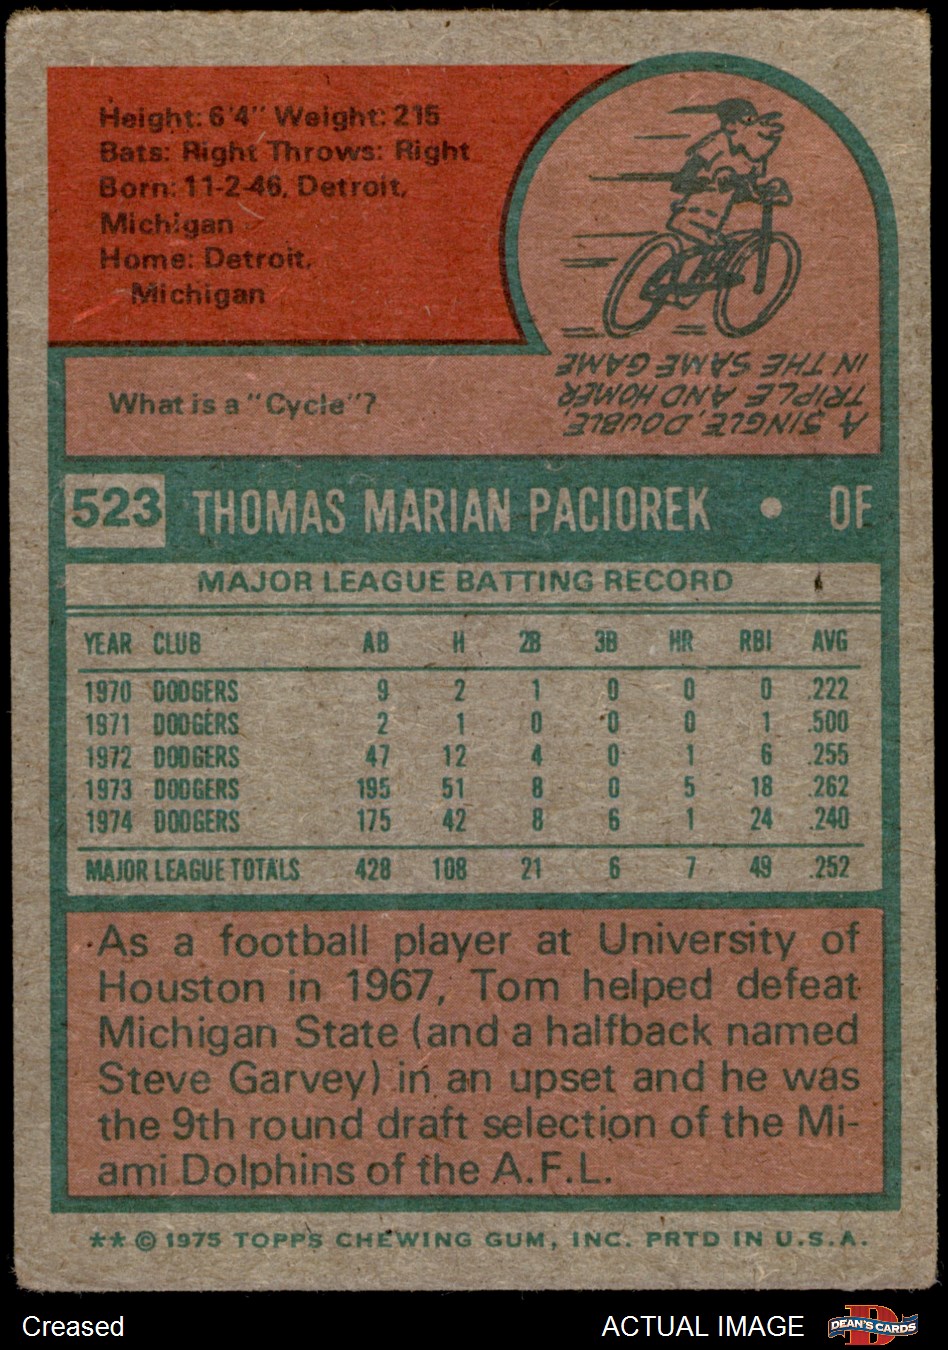 Height: 6'4" Weight: 215
Bats: Right Throws: Right
Born: 11-2-46, Detroit,
Michigan
Home: Detroit,
Michigan
What is a "Cycle"?
A SINGLE, DOUBLE,
TRIPLE AND HOMER
IN THE SAME GAME
523 THOMAS MARIAN PACIOREK • OF
MAJOR LEAGUE BATTING RECORD
YEAR CLUB AB H 2B 3B HR RBI AVG
1970 DODGERS 9 2 1 0 0 0 .222
1971 DODGERS 2 1 0 0 0 1 .500
1972 DODGERS 47 12 4 0 1 6 .255
1973 DODGERS 195 51 8 0 5 18 .262
1974 DODGERS 175 42 8 6 1 24 .240
MAJOR LEAGUE TOTALS 428 108 21 6 7 49 .252
As a football player at University of
Houston in 1967, Tom helped defeat
Michigan State (and a halfback named
Steve Garvey) in an upset and he was
the 9th round draft selection of the Mi-
ami Dolphins of the A.F.L.
** © 1975 TOPPS CHEWING GUM, INC. PRTD IN U.S.A.
Creased
ACTUAL IMAGE
DEAN'S CARDS